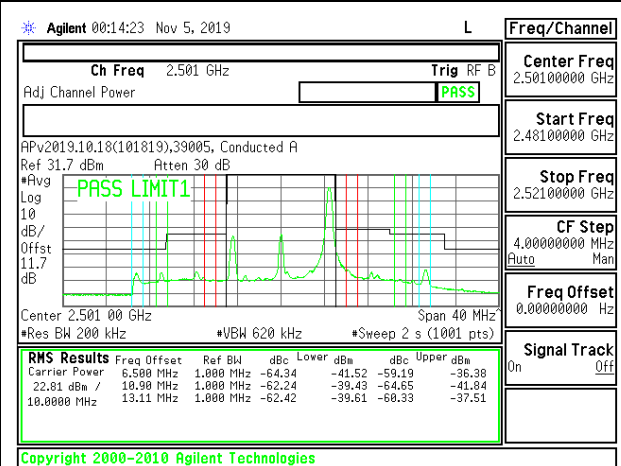 Agilent 00:14:23 Nov 5, 2019 L
Freq/Channel
Ch Freq 2.501 GHz Trig RF B
Adj Channel Power PASS
Center Freq
2.50100000 GHz
Start Freq
2.48100000 GHz
Stop Freq
2.52100000 GHz
CF Step
4.00000000 MHz
Auto Man
Freq Offset
0.00000000 Hz
Signal Track
On Off
APv2019.10.18(101819),39005, Conducted A
Ref 31.7 dBm Atten 30 dB
#Avg
Log
10
dB/
Offst
11.7
dB
PASS LIMIT1
Center 2.501 00 GHz Span 40 MHz^
#Res BW 200 kHz #VBW 620 kHz #Sweep 2 s (1001 pts)
RMS Results Freq Offset Ref BW dBc Lower dBm dBc Upper dBm
Carrier Power 6.500 MHz 1.000 MHz -64.34 -41.52 -59.19 -36.38
22.81 dBm / 10.90 MHz 1.000 MHz -62.24 -39.43 -64.65 -41.84
10.0000 MHz 13.11 MHz 1.000 MHz -62.42 -39.61 -60.33 -37.51
Copyright 2000-2010 Agilent Technologies